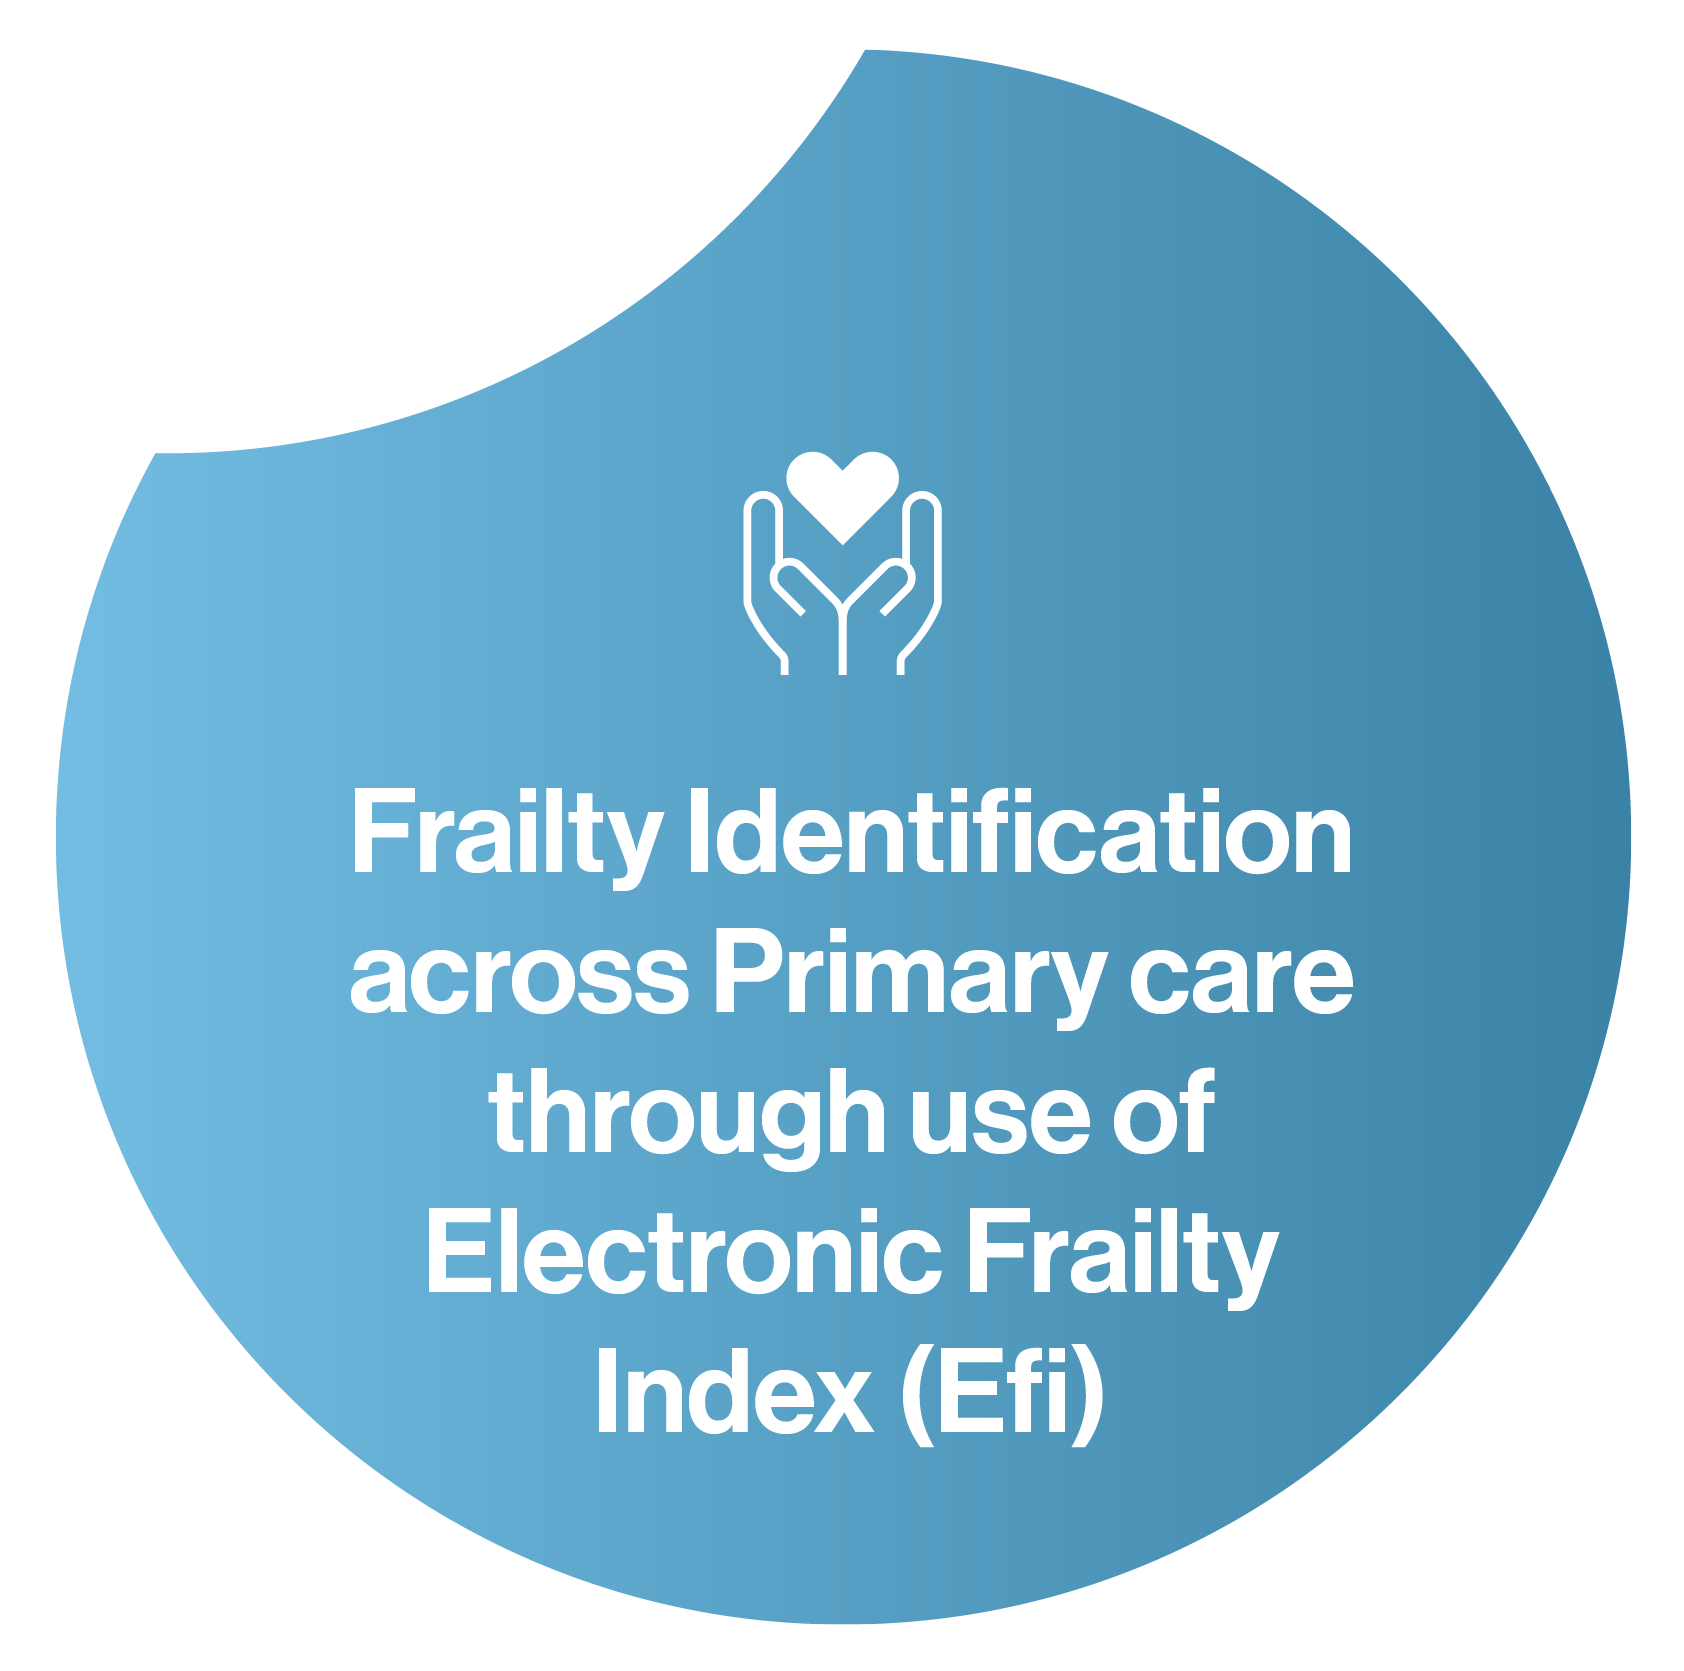 Frailty Identification
across Primary care
through use of
Electronic Frailty
Index (Efi)